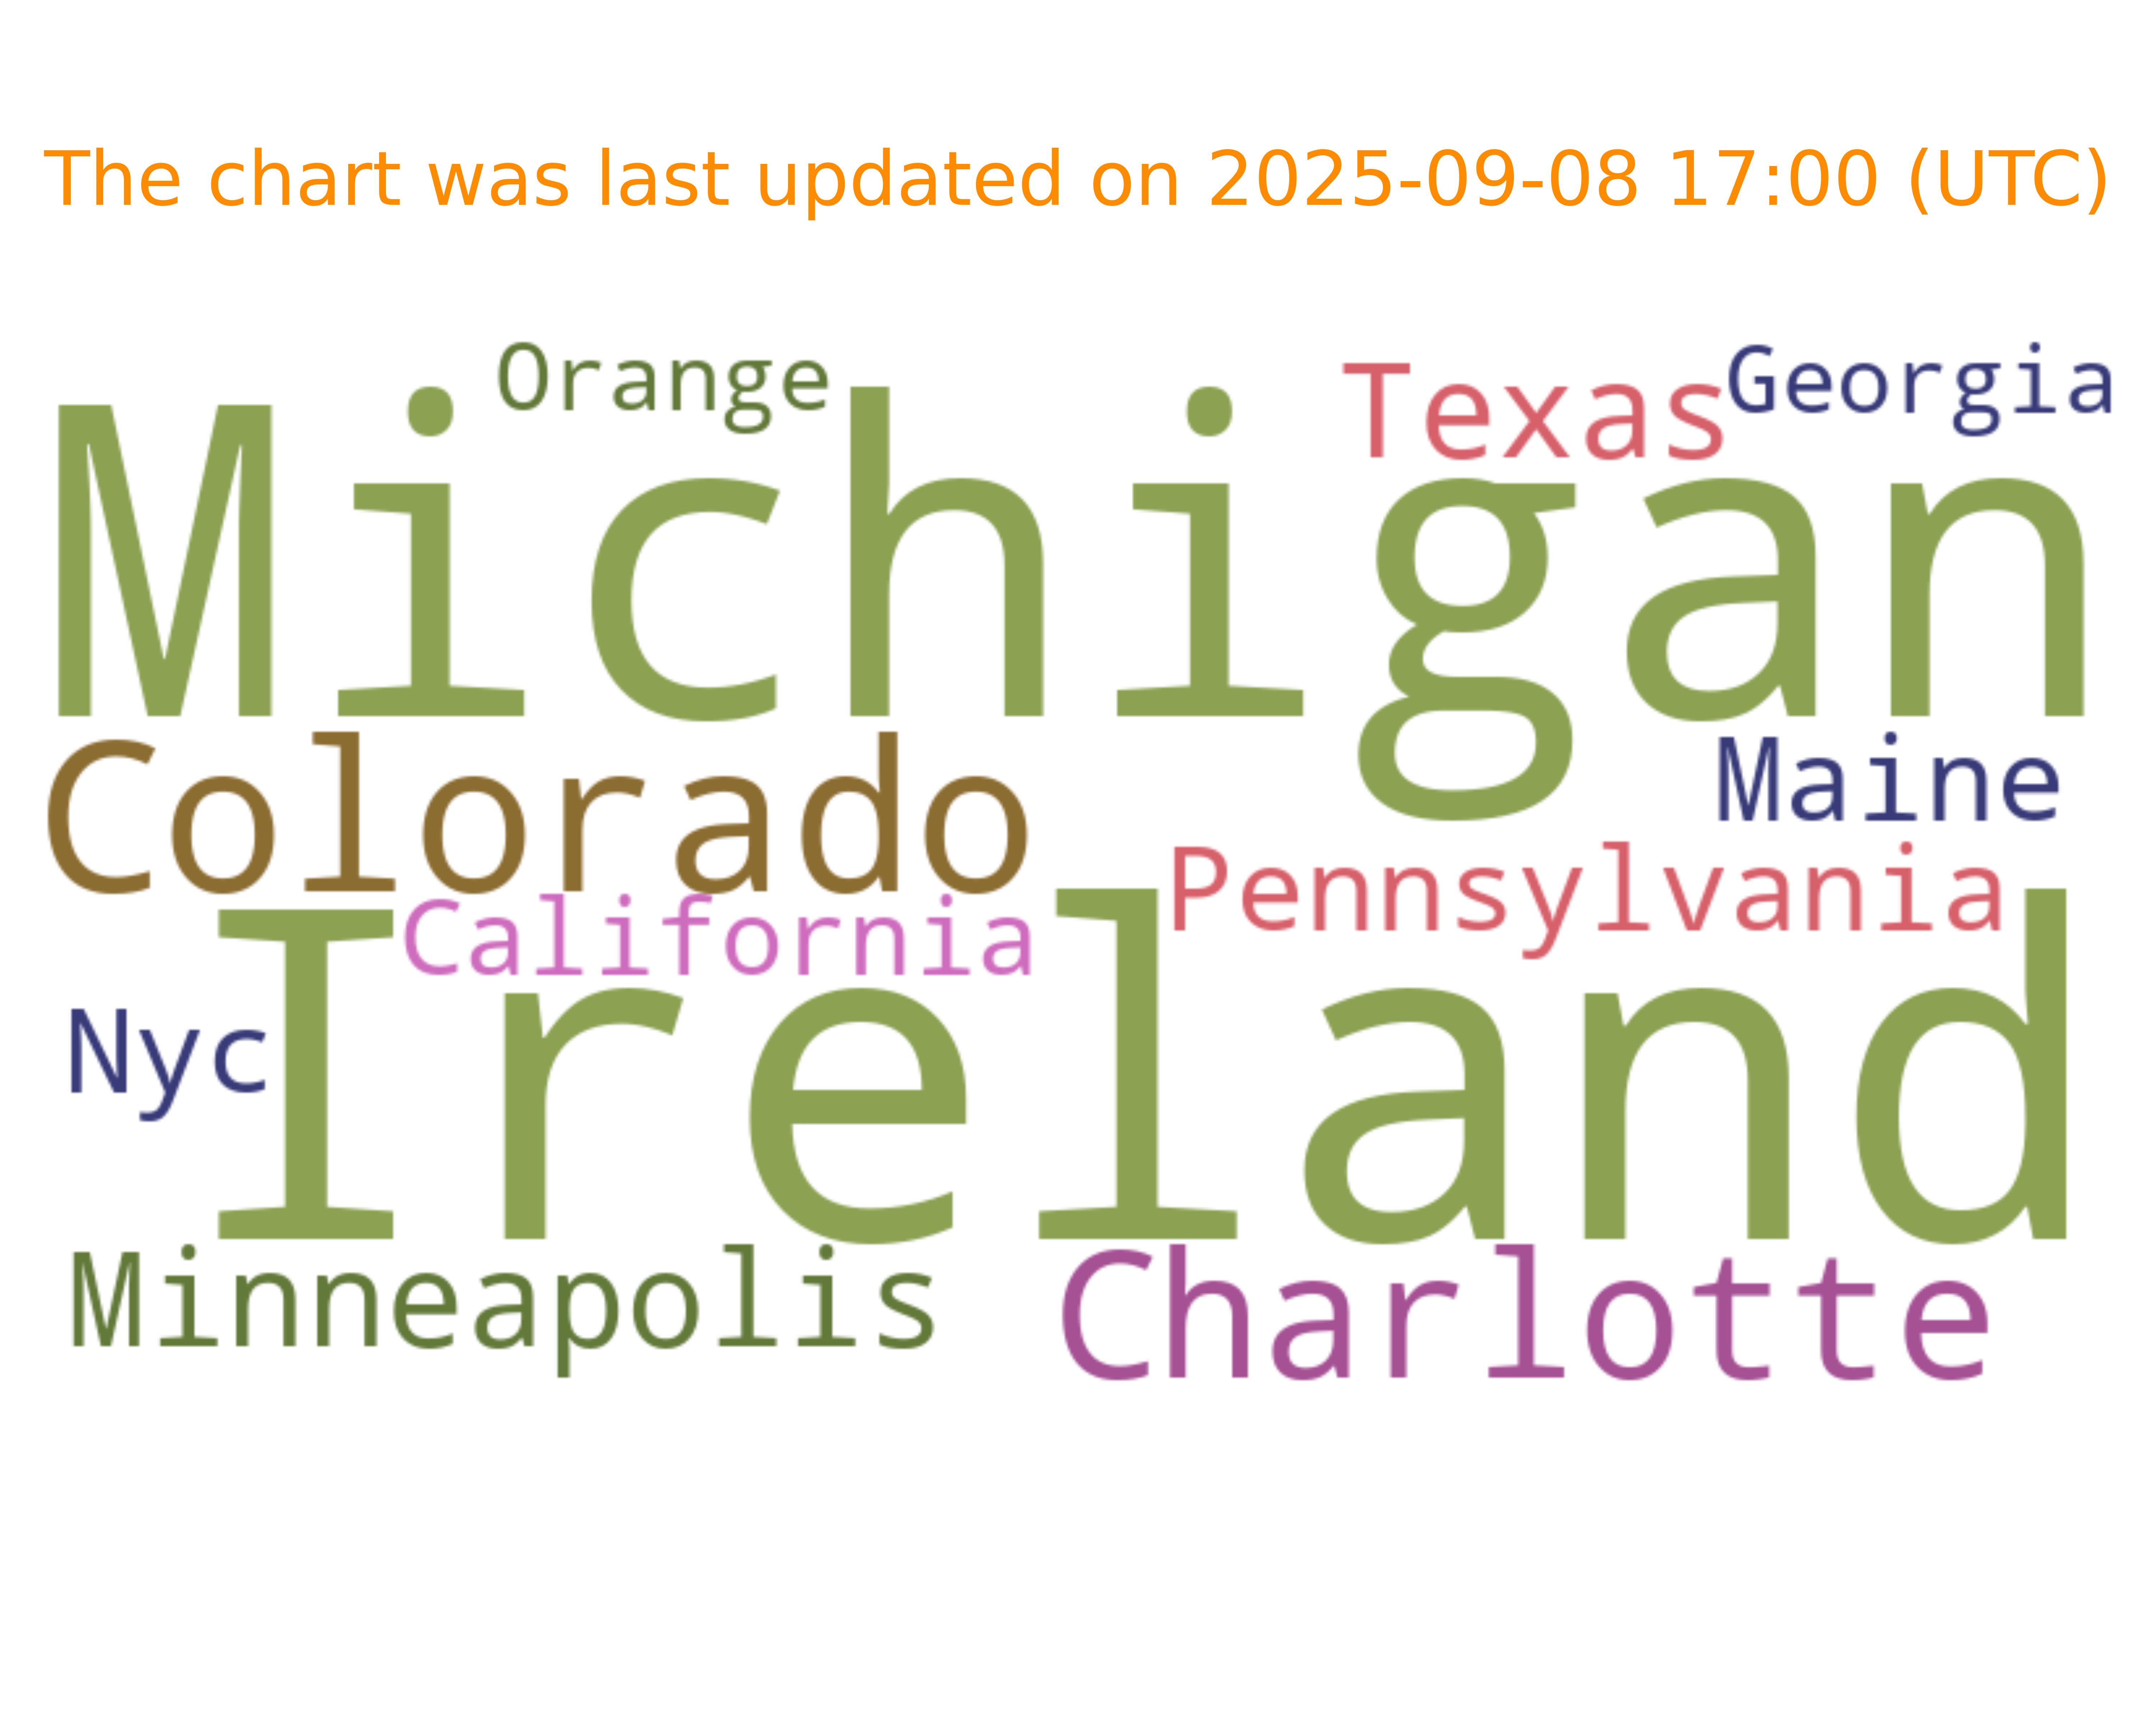 The chart was last updated on 2025-09-08 17:00 (UTC)
Orange
Texas
Georgia
Michigan
Colorado
Maine
Pennsylvania
California
Ireland
Nyc
Minneapolis
Charlotte